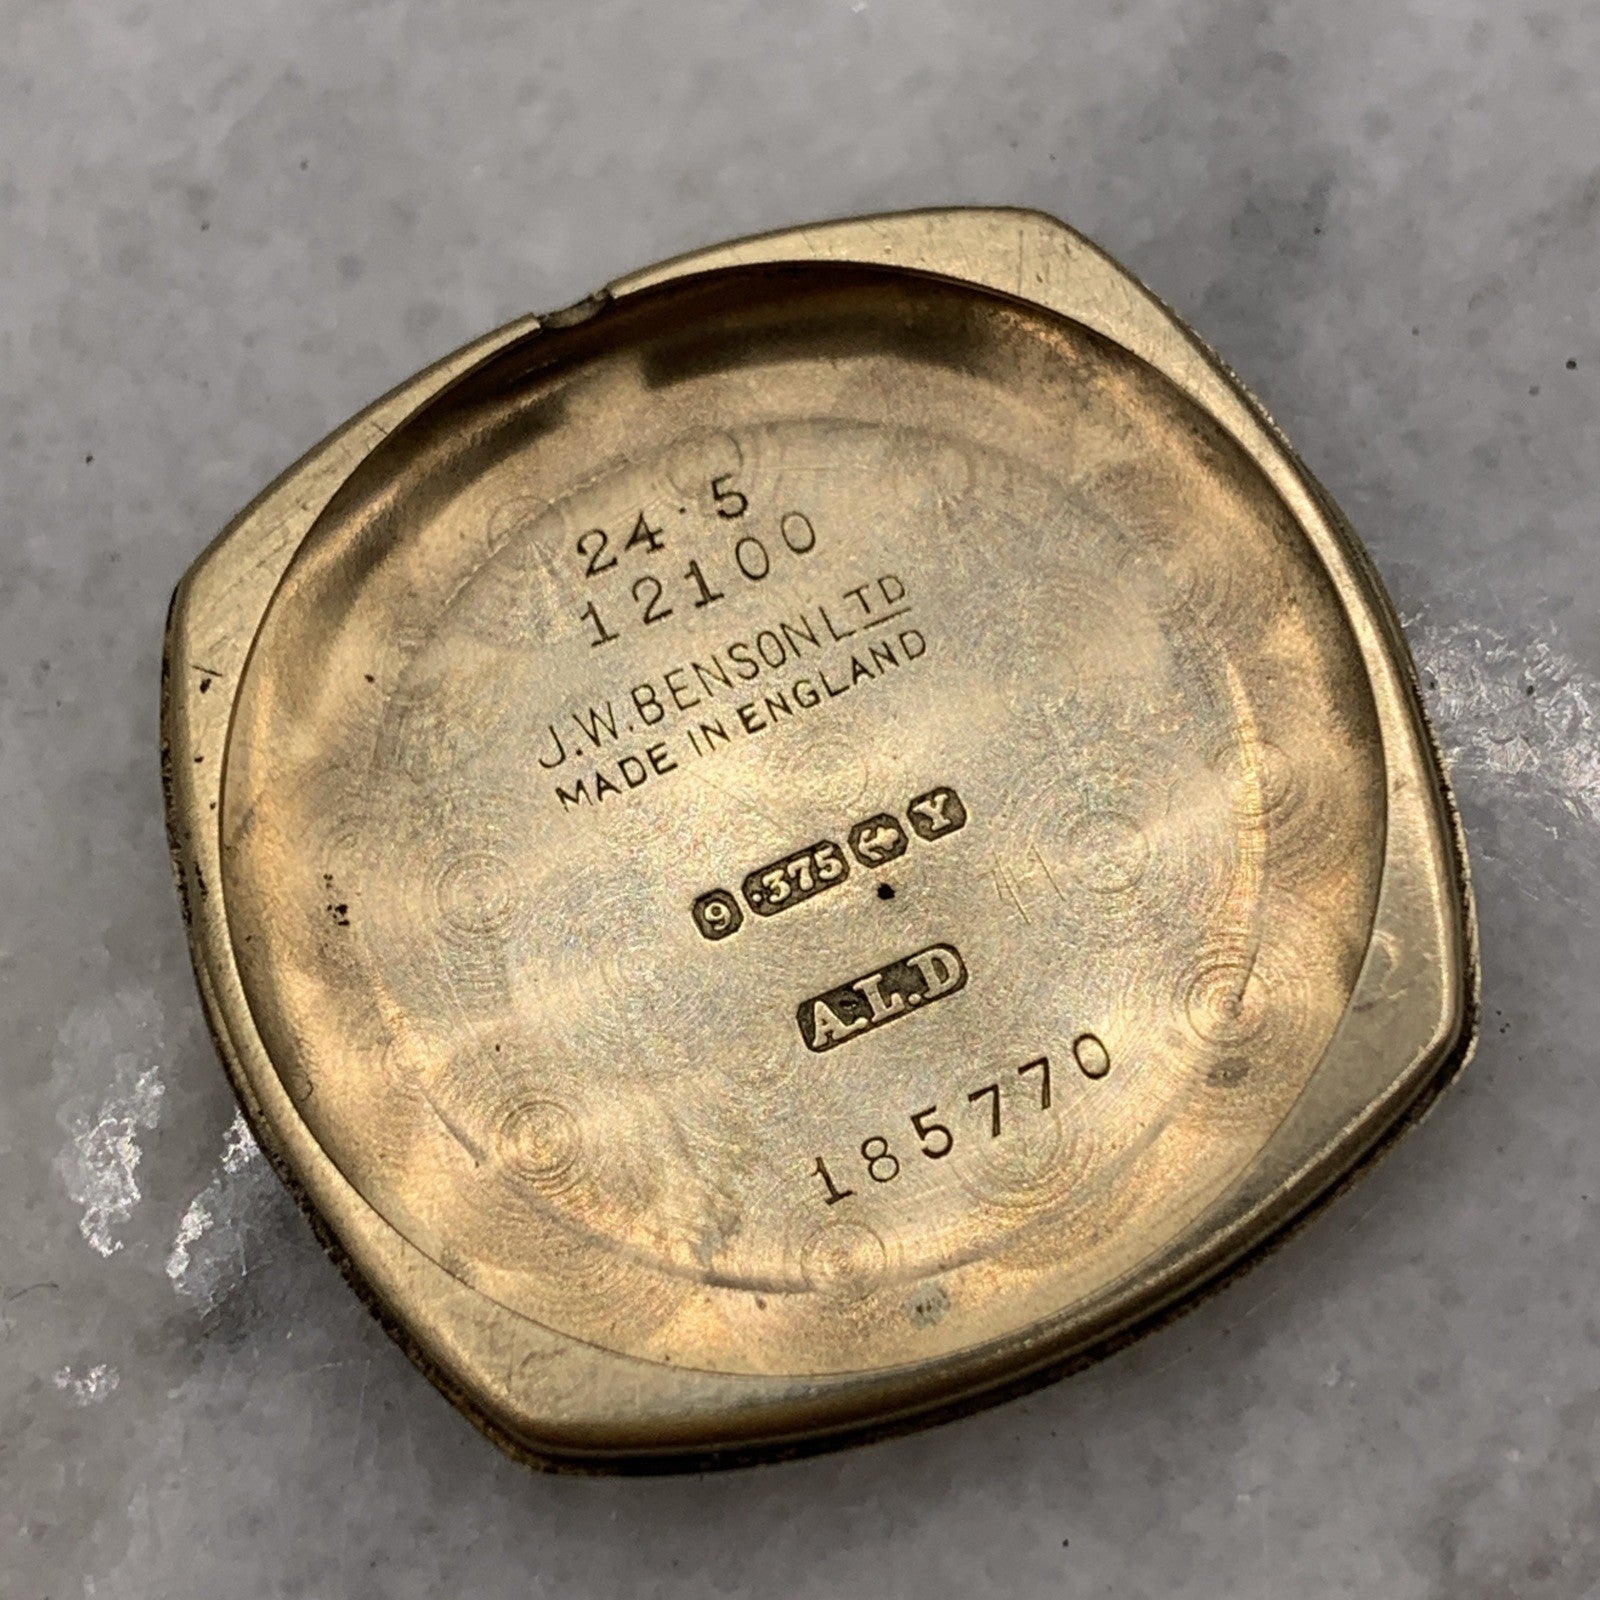 24·5
12100
J.W.BENSON LTD
MADE IN ENGLAND
9 ·375 Y
A.L.D
185770